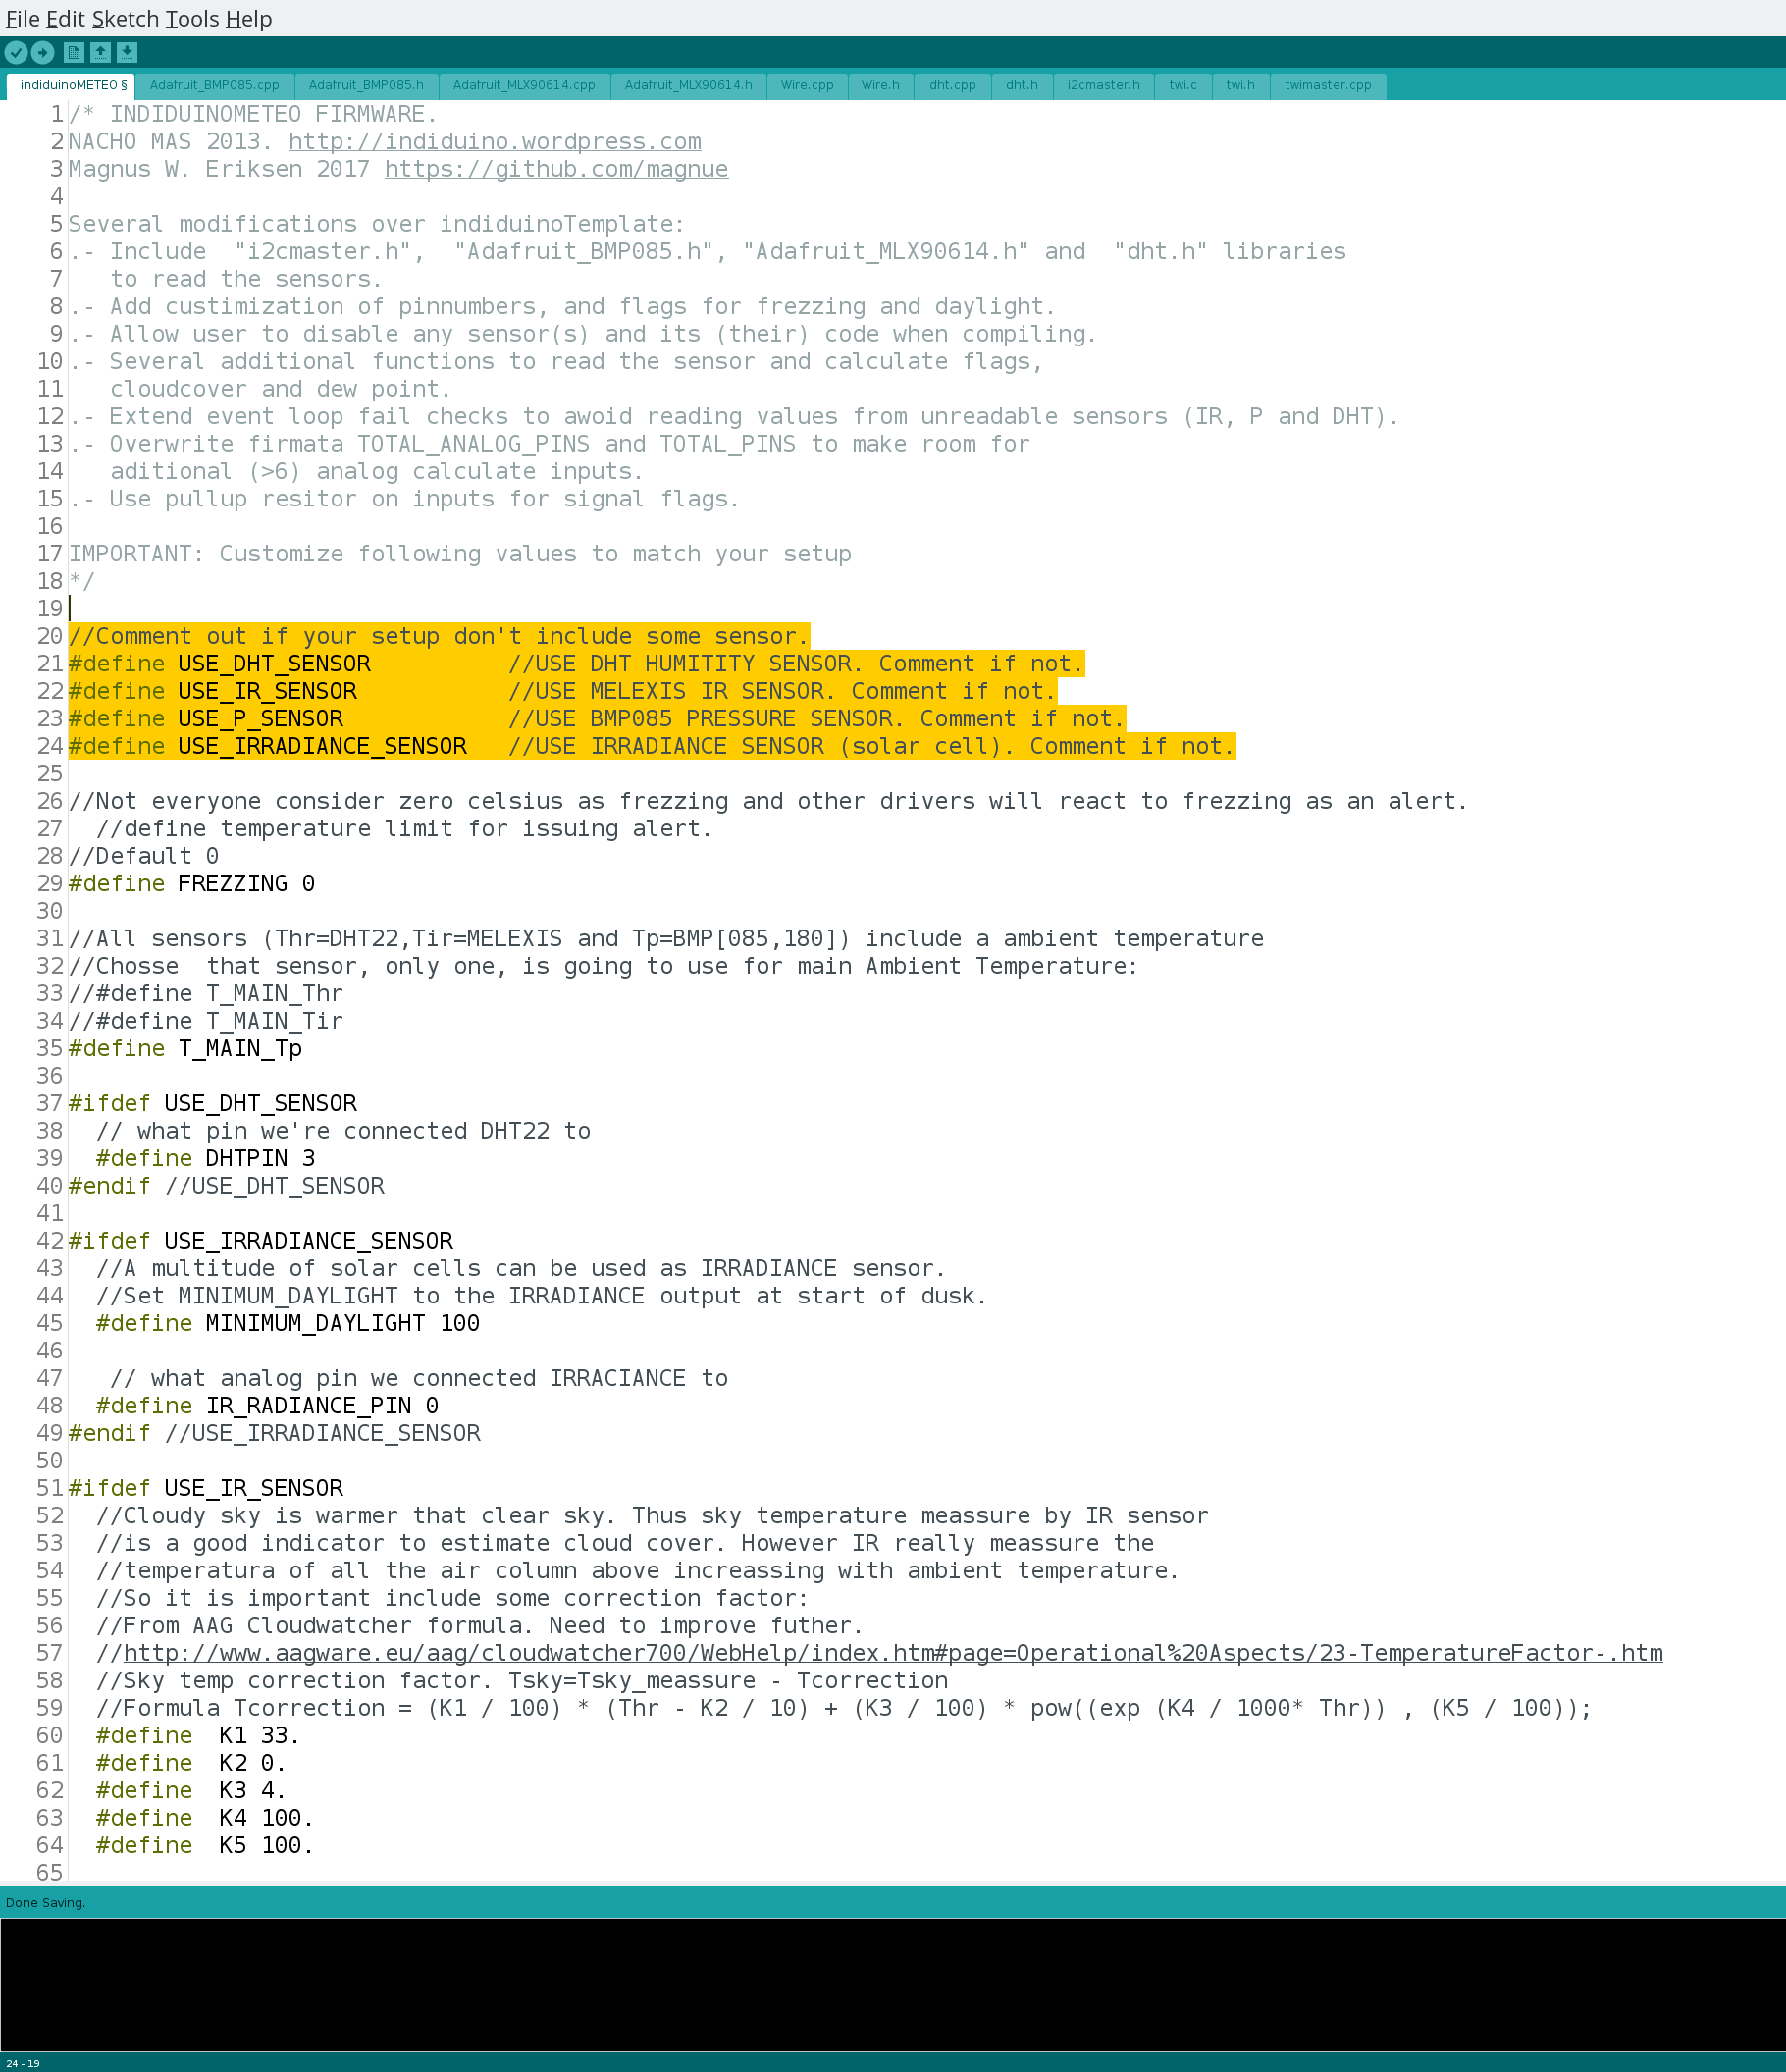 File Edit Sketch Tools Help
indiduinoMETEO § Adafruit_BMP085.cpp Adafruit_BMP085.h Adafruit_MLX90614.cpp Adafruit_MLX90614.h Wire.cpp Wire.h dht.cpp dht.h i2cmaster.h twi.c twi.h twimaster.cpp
1 /* INDIDUINOMETEO FIRMWARE.
2 NACHO MAS 2013. http://indiduino.wordpress.com
3 Magnus W. Eriksen 2017 https://github.com/magnue
4
5 Several modifications over indiduinoTemplate:
6 .- Include  "i2cmaster.h",  "Adafruit_BMP085.h", "Adafruit_MLX90614.h" and  "dht.h" libraries
7    to read the sensors.
8 .- Add custimization of pinnumbers, and flags for frezzing and daylight.
9 .- Allow user to disable any sensor(s) and its (their) code when compiling.
10 .- Several additional functions to read the sensor and calculate flags,
11    cloudcover and dew point.
12 .- Extend event loop fail checks to awoid reading values from unreadable sensors (IR, P and DHT).
13 .- Overwrite firmata TOTAL_ANALOG_PINS and TOTAL_PINS to make room for
14    aditional (>6) analog calculate inputs.
15 .- Use pullup resitor on inputs for signal flags.
16
17 IMPORTANT: Customize following values to match your setup
18 */
19
20 //Comment out if your setup don't include some sensor.
21 #define USE_DHT_SENSOR          //USE DHT HUMITITY SENSOR. Comment if not.
22 #define USE_IR_SENSOR           //USE MELEXIS IR SENSOR. Comment if not.
23 #define USE_P_SENSOR            //USE BMP085 PRESSURE SENSOR. Comment if not.
24 #define USE_IRRADIANCE_SENSOR   //USE IRRADIANCE SENSOR (solar cell). Comment if not.
25
26 //Not everyone consider zero celsius as frezzing and other drivers will react to frezzing as an alert.
27   //define temperature limit for issuing alert.
28 //Default 0
29 #define FREZZING 0
30
31 //All sensors (Thr=DHT22,Tir=MELEXIS and Tp=BMP[085,180]) include a ambient temperature
32 //Chosse  that sensor, only one, is going to use for main Ambient Temperature:
33 //#define T_MAIN_Thr
34 //#define T_MAIN_Tir
35 #define T_MAIN_Tp
36
37 #ifdef USE_DHT_SENSOR
38   // what pin we're connected DHT22 to
39   #define DHTPIN 3
40 #endif //USE_DHT_SENSOR
41
42 #ifdef USE_IRRADIANCE_SENSOR
43   //A multitude of solar cells can be used as IRRADIANCE sensor.
44   //Set MINIMUM_DAYLIGHT to the IRRADIANCE output at start of dusk.
45   #define MINIMUM_DAYLIGHT 100
46
47    // what analog pin we connected IRRACIANCE to
48   #define IR_RADIANCE_PIN 0
49 #endif //USE_IRRADIANCE_SENSOR
50
51 #ifdef USE_IR_SENSOR
52   //Cloudy sky is warmer that clear sky. Thus sky temperature meassure by IR sensor
53   //is a good indicator to estimate cloud cover. However IR really meassure the
54   //temperatura of all the air column above increassing with ambient temperature.
55   //So it is important include some correction factor:
56   //From AAG Cloudwatcher formula. Need to improve futher.
57   //http://www.aagware.eu/aag/cloudwatcher700/WebHelp/index.htm#page=Operational%20Aspects/23-TemperatureFactor-.htm
58   //Sky temp correction factor. Tsky=Tsky_meassure - Tcorrection
59   //Formula Tcorrection = (K1 / 100) * (Thr - K2 / 10) + (K3 / 100) * pow((exp (K4 / 1000* Thr)) , (K5 / 100));
60   #define  K1 33.
61   #define  K2 0.
62   #define  K3 4.
63   #define  K4 100.
64   #define  K5 100.
65
Done Saving.
24 - 19